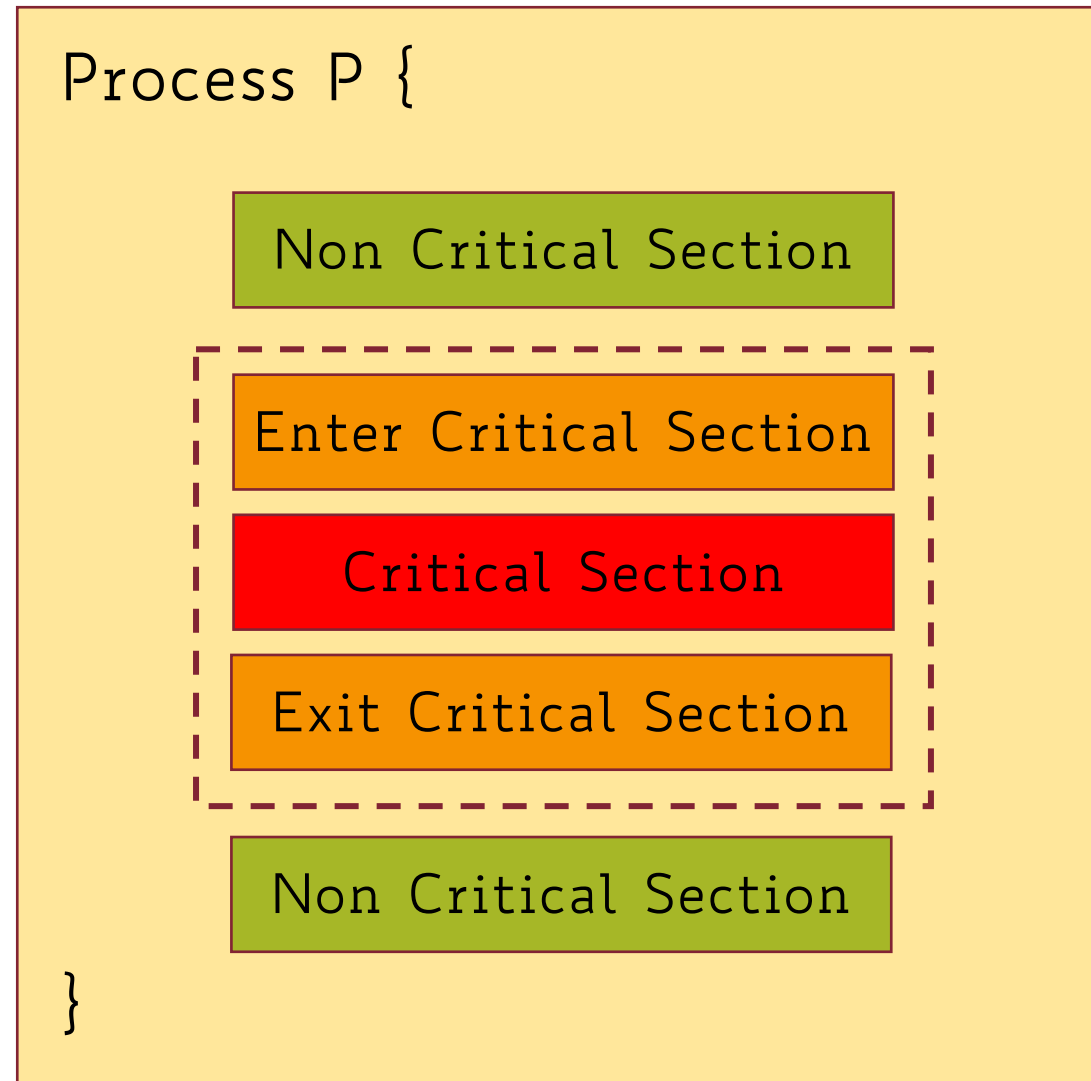 Process P {
Non Critical Section
Enter Critical Section
Critical Section
Exit Critical Section
Non Critical Section
}